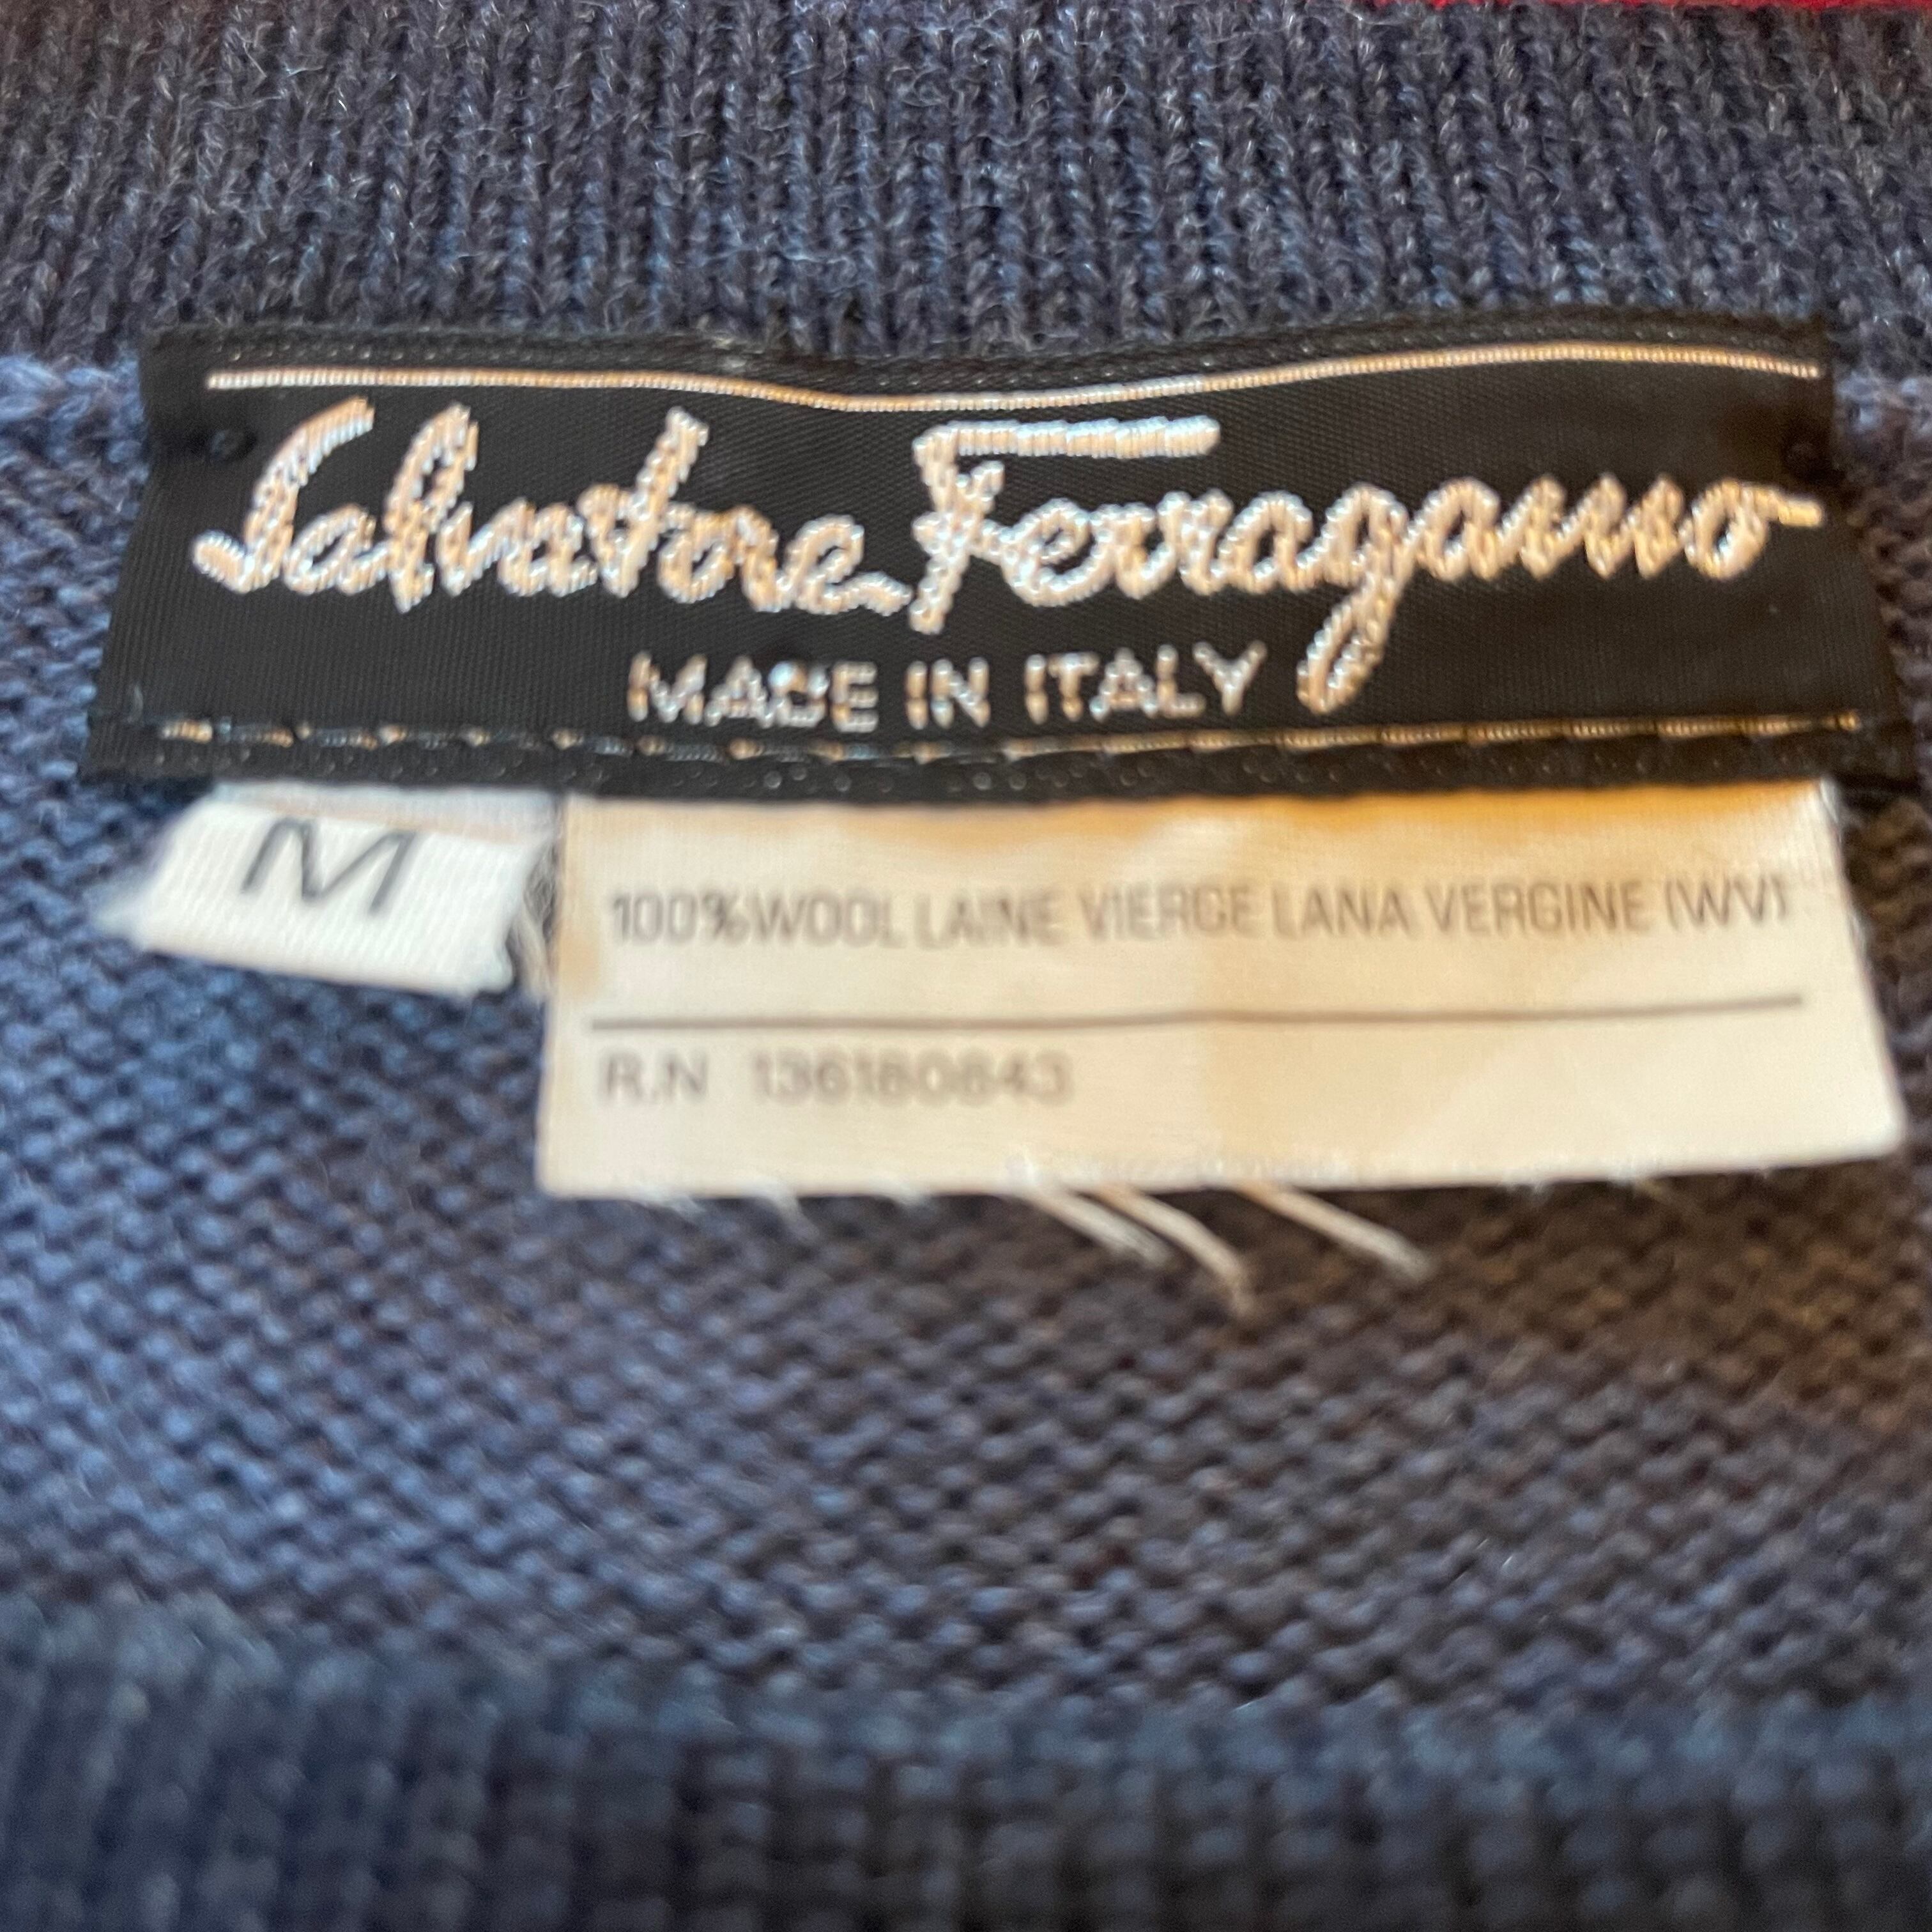 Salvatore Ferragamo
MADE IN ITALY
M
100%WOOL LAINE VIERGE LANA VERGINE (WV)
R.N 136180843